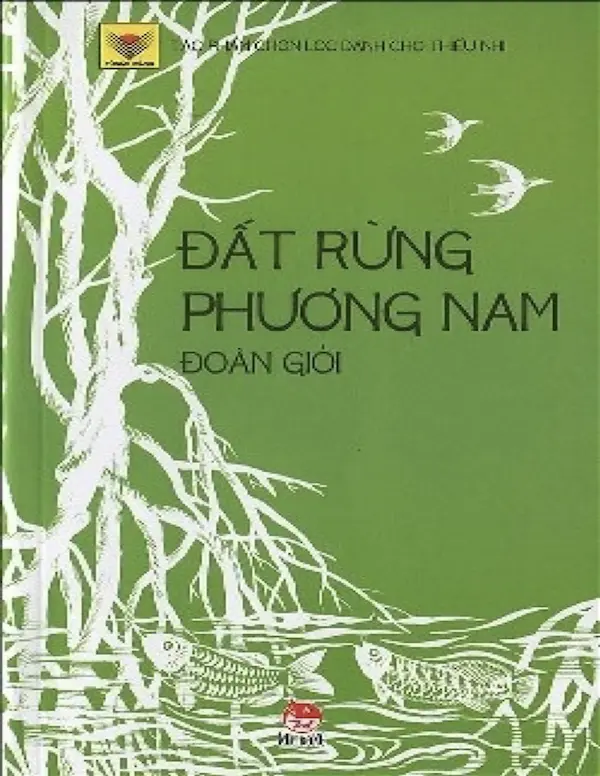 TÁC PHẨM CHỌN LỌC DÀNH CHO THIẾU NHI
ĐẤT RỪNG
PHƯƠNG NAM
ĐOÀN GIỎI